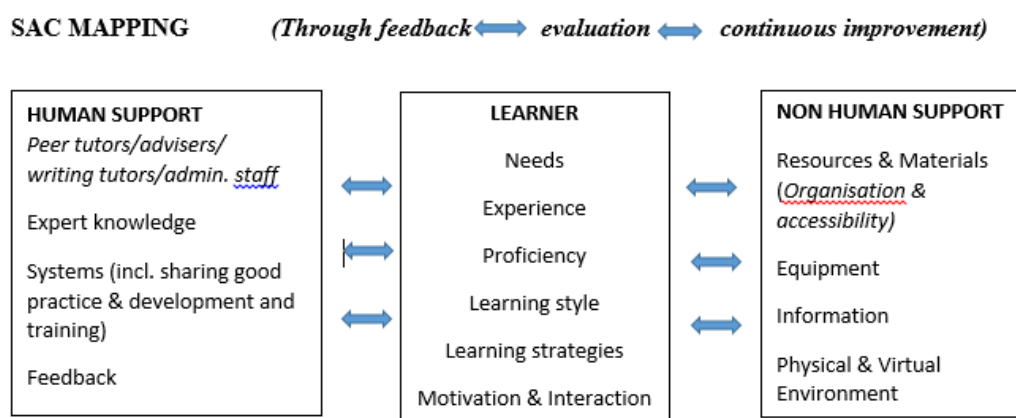 SAC MAPPING (Through feedback evaluation continuous improvement)
HUMAN SUPPORT
Peer tutors/advisers/
writing tutors/admin. staff
Expert knowledge
Systems (incl. sharing good
practice & development and
training)
Feedback
LEARNER
Needs
Experience
Proficiency
Learning style
Learning strategies
Motivation & Interaction
NON HUMAN SUPPORT
Resources & Materials
(Organisation &
accessibility)
Equipment
Information
Physical & Virtual
Environment